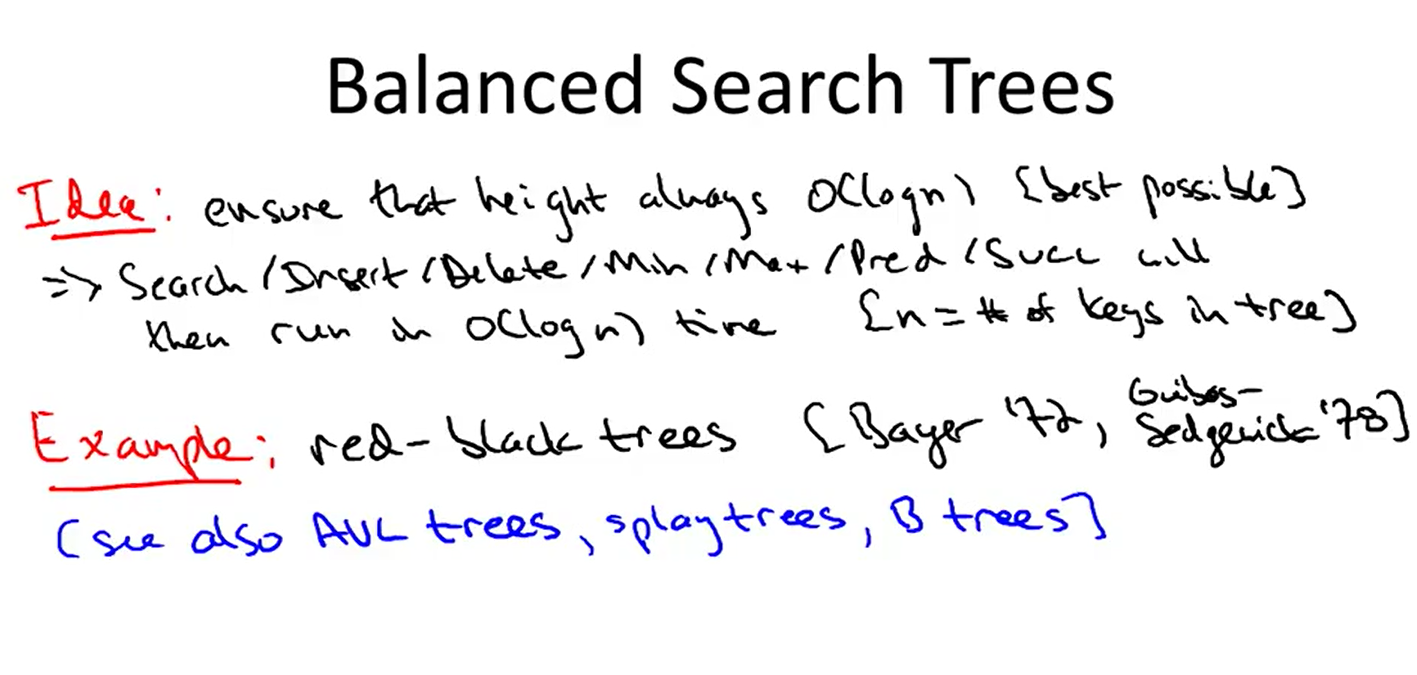 Balanced Search Trees
Idea: ensure that height always O(log n) [best possible]
=> Search/Insert/Delete/Min/Max/Pred/Succ will
then run in O(log n) time [n = # of keys in tree]
Example: red-black trees [Bayer '72, Guibas-
Sedgewick '78]
[see also AVL trees, splay trees, B trees]